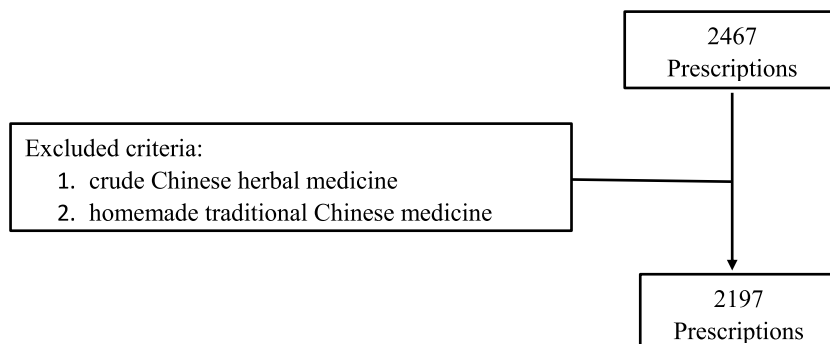 2467
Prescriptions
Excluded criteria:
1. crude Chinese herbal medicine
2. homemade traditional Chinese medicine
2197
Prescriptions